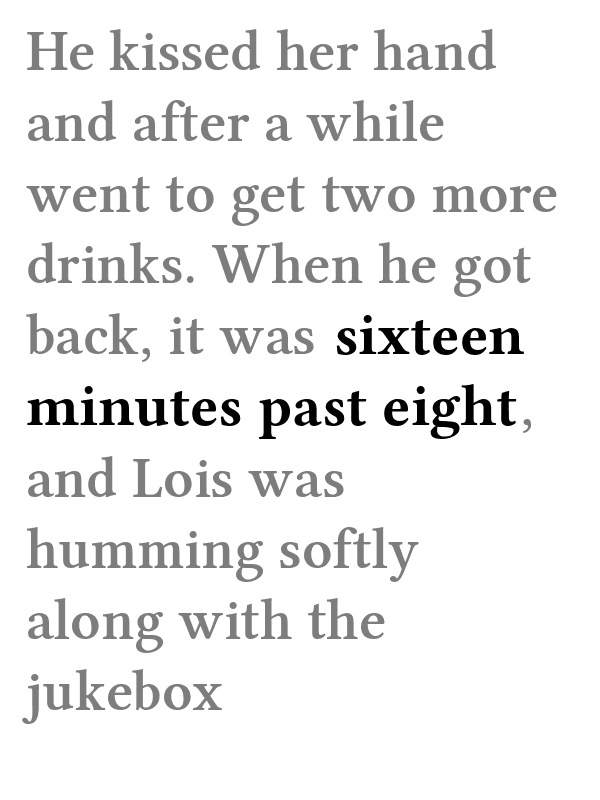 He kissed her hand
and after a while
went to get two more
drinks. When he got
back, it was sixteen
minutes past eight,
and Lois was
humming softly
along with the
jukebox